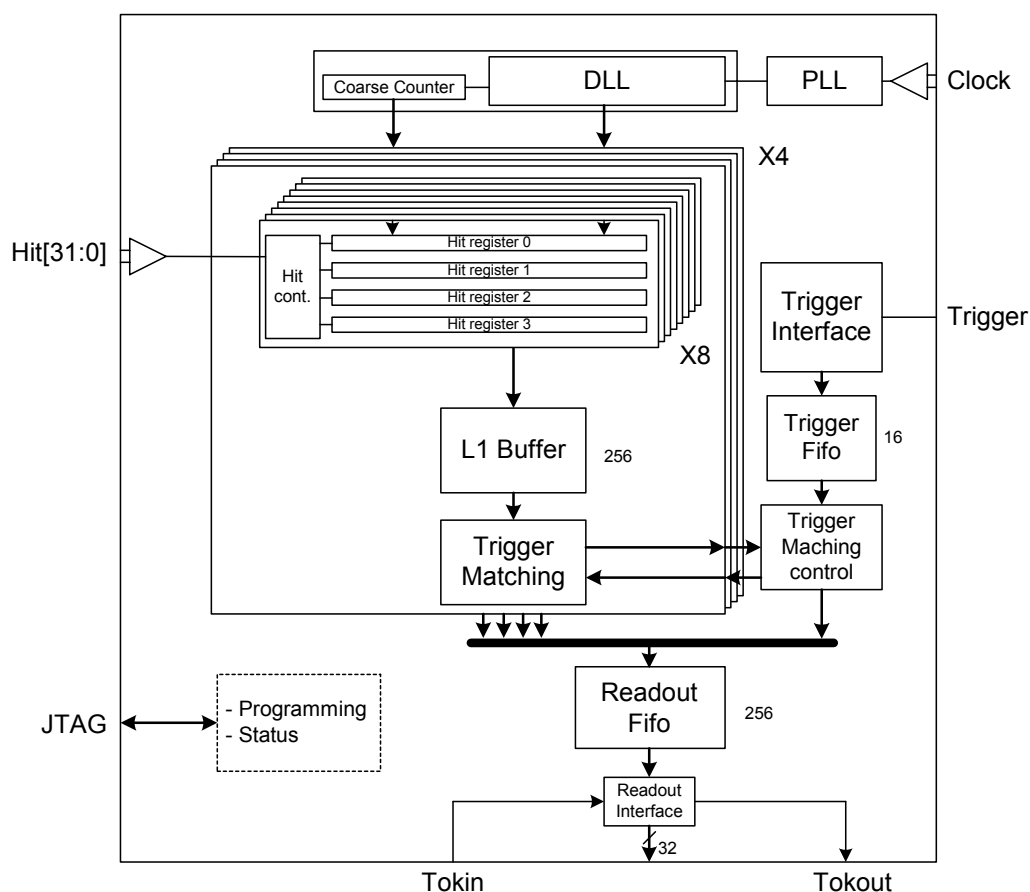 Coarse Counter
DLL
PLL
Clock
X4
Hit[31:0]
Hit
cont.
Hit register 0
Hit register 1
Hit register 2
Hit register 3
X8
Trigger
Interface
Trigger
L1 Buffer
256
Trigger
Fifo
16
Trigger
Matching
Trigger
Maching
control
JTAG
- Programming
- Status
Readout
Fifo
256
Readout
Interface
32
Tokin
Tokout